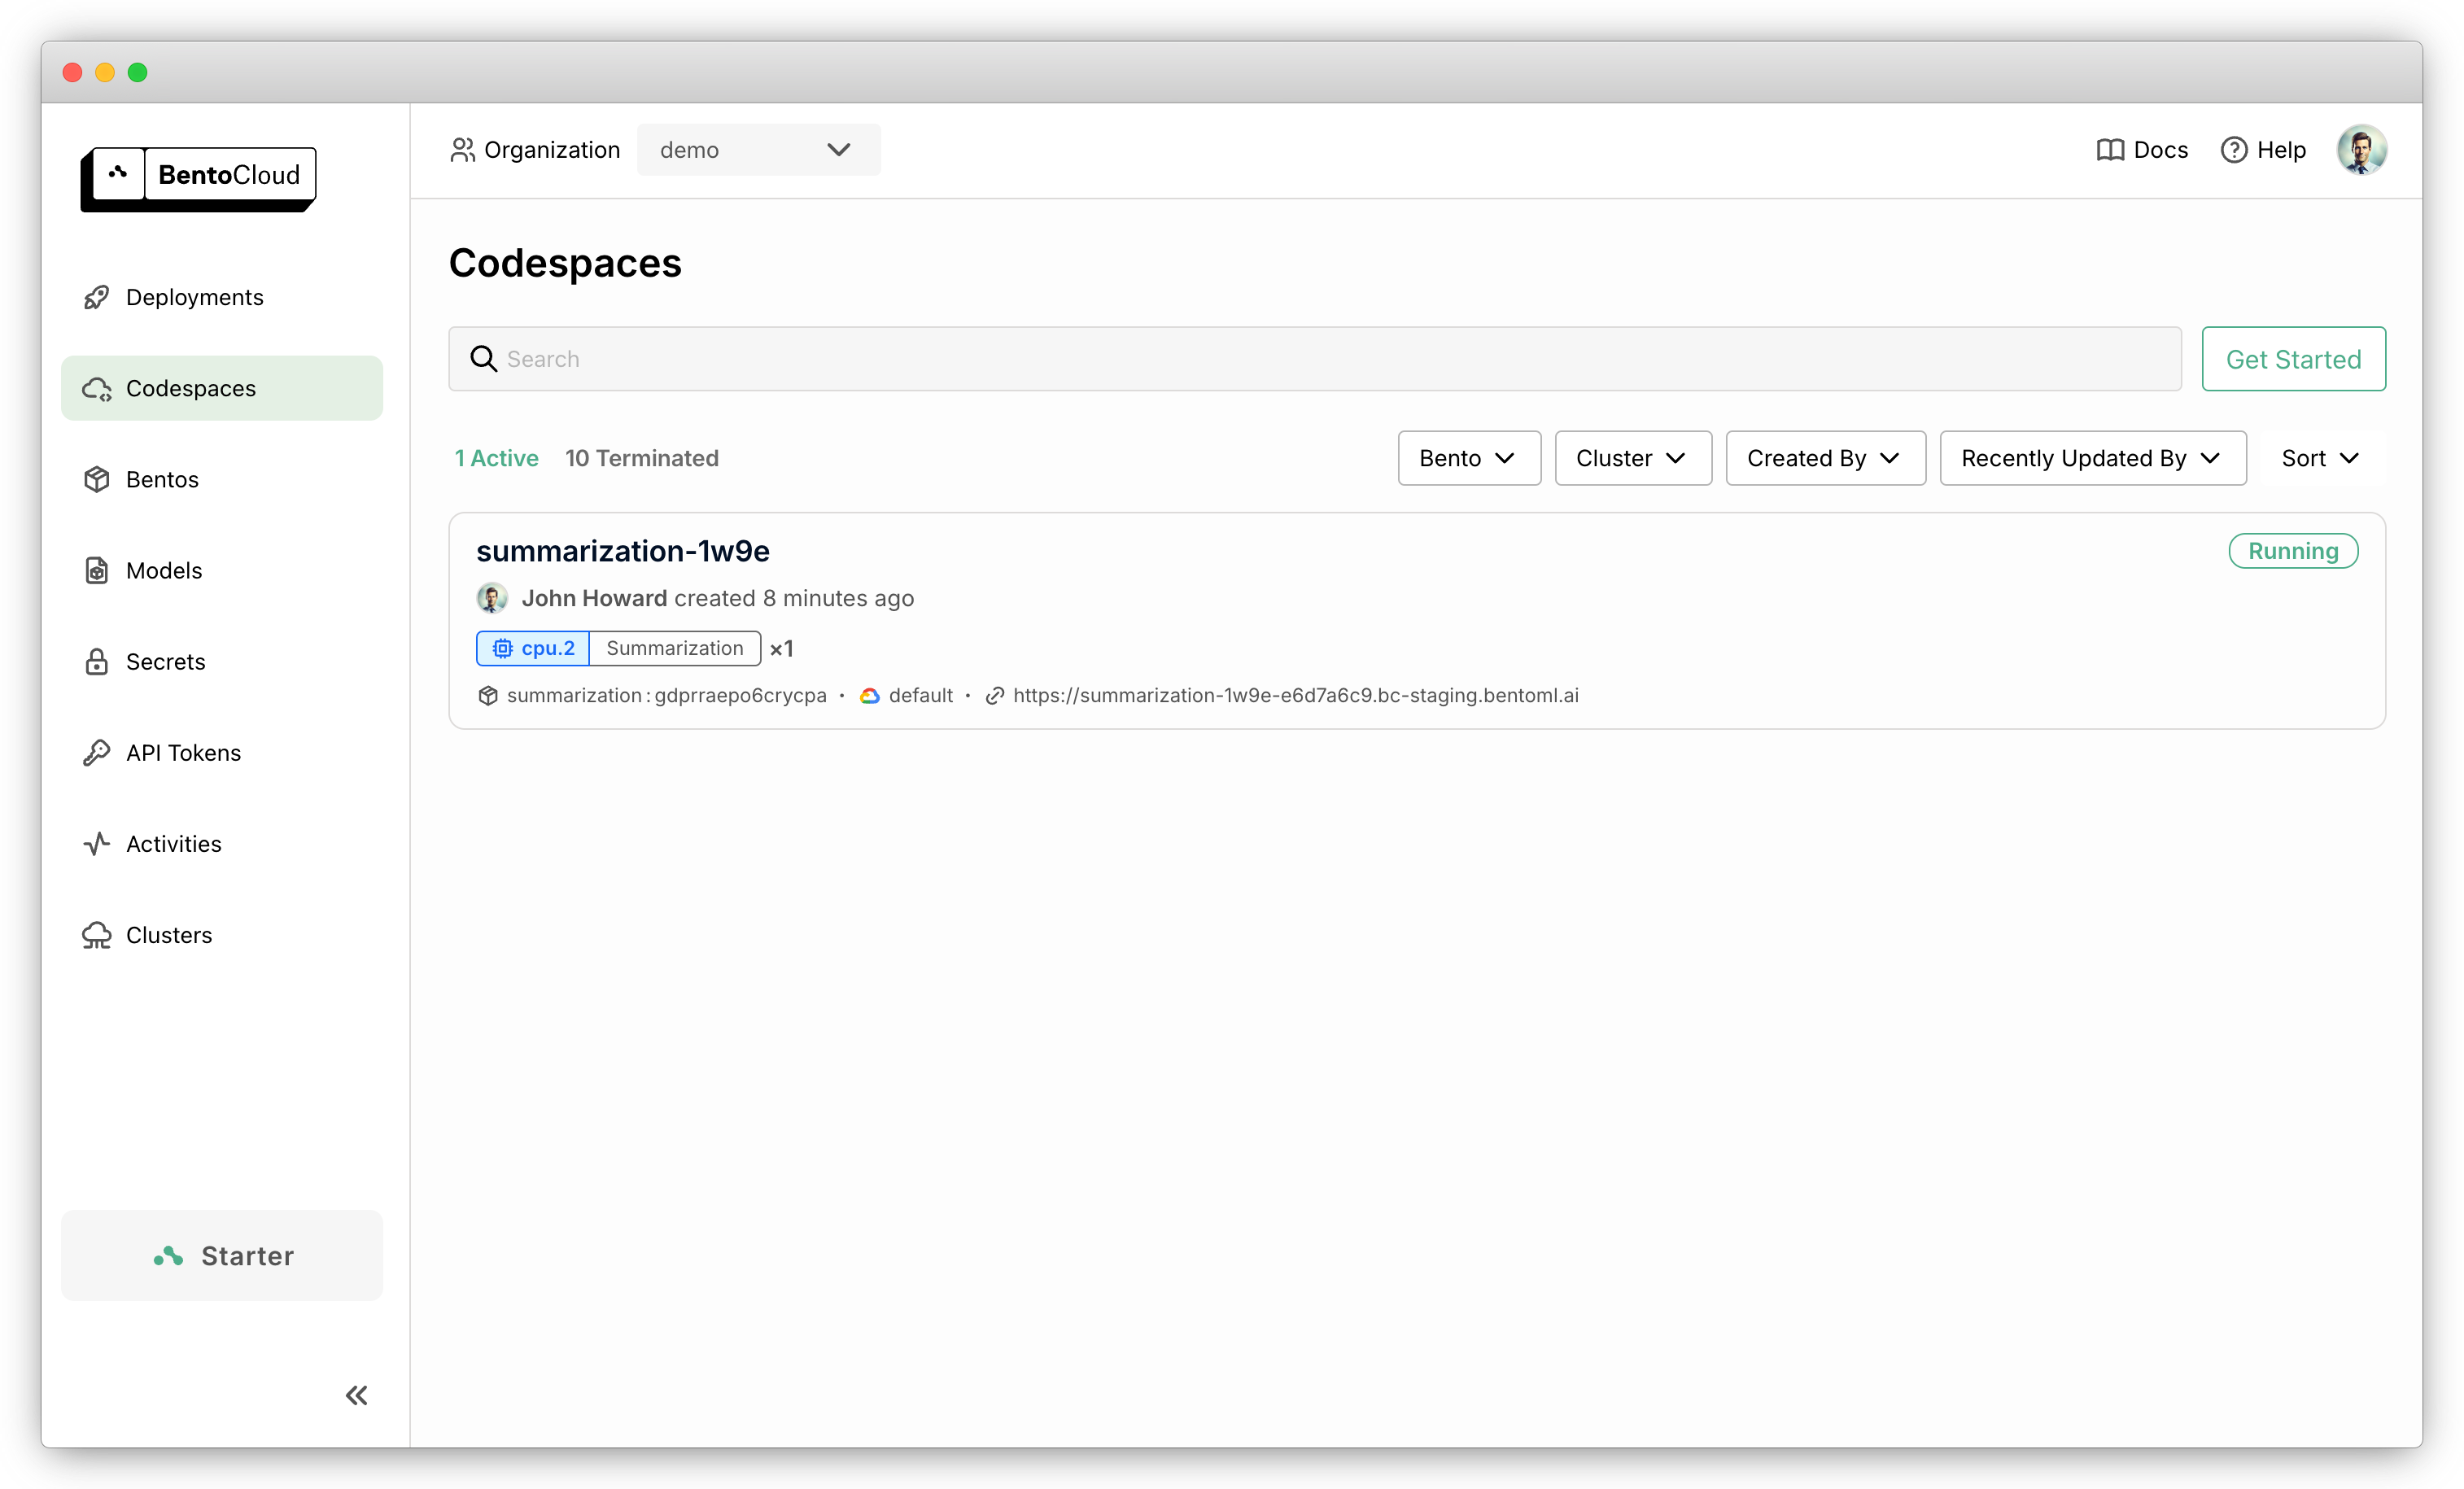 BentoCloud
Organization demo
Docs Help
Deployments
Codespaces
Bentos
Models
Secrets
API Tokens
Activities
Clusters
Starter
Codespaces
Search
Get Started
1 Active 10 Terminated
Bento Cluster Created By Recently Updated By Sort
summarization-1w9e
Running
John Howard created 8 minutes ago
cpu.2 Summarization ×1
summarization:gdprraepo6crycpa · default · https://summarization-1w9e-e6d7a6c9.bc-staging.bentoml.ai